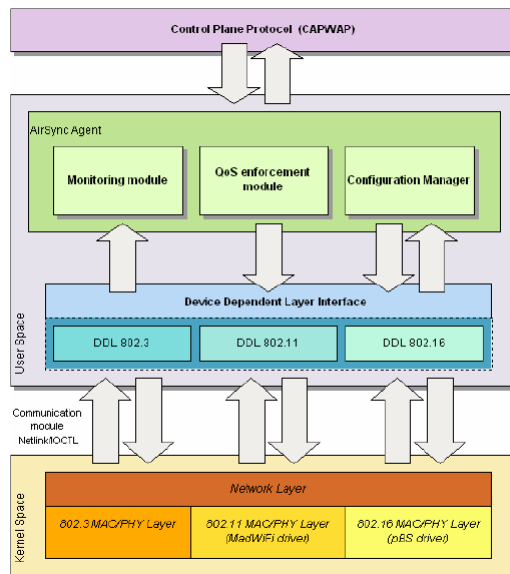 Control Plane Protocol (CAPWAP)
AirSync Agent
Monitoring module
QoS enforcement
module
Configuration Manager
Device Dependent Layer Interface
DDL 802.3
DDL 802.11
DDL 802.16
User Space
Communication
module
Netlink/IOCTL
Network Layer
802.3 MAC/PHY Layer
802.11 MAC/PHY Layer
(MadWiFi driver)
802.16 MAC/PHY Layer
(pBS driver)
Kernel Space